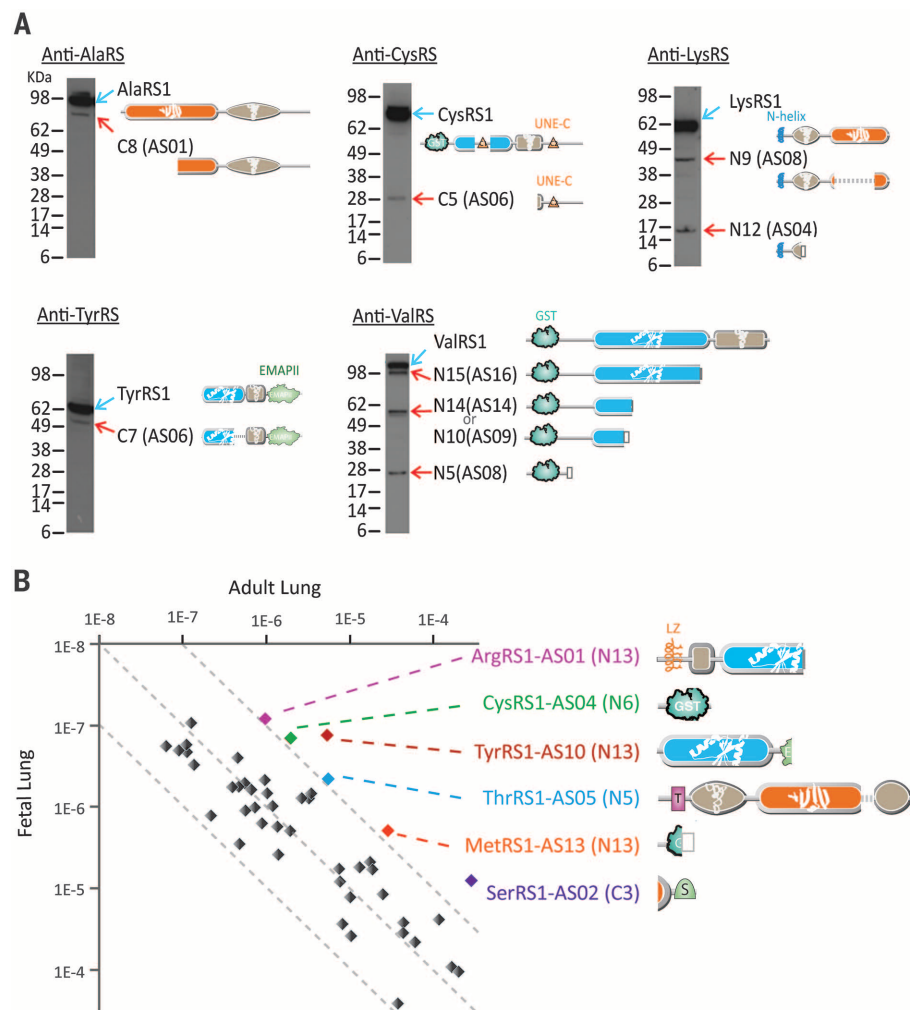 A
Anti-AlaRS
KDa
98
62
49
38
28
17
14
6
AlaRS1
C8 (AS01)
Anti-CysRS
98
62
49
38
28
17
14
6
CysRS1
UNE-C
UNE-C
C5 (AS06)
Anti-LysRS
98
62
49
38
28
17
14
6
LysRS1
N-helix
N9 (AS08)
N12 (AS04)
Anti-TyrRS
98
62
49
38
28
17
14
6
TyrRS1
EMAPII
C7 (AS06)
Anti-ValRS
98
62
49
38
28
17
14
6
GST
ValRS1
N15(AS16)
N14(AS14)
or
N10(AS09)
N5(AS08)
B
Adult Lung
1E-8
1E-7
1E-6
1E-5
1E-4
Fetal Lung
1E-8
1E-7
1E-6
1E-5
1E-4
LZ
ArgRS1-AS01 (N13)
CysRS1-AS04 (N6)
GST
TyrRS1-AS10 (N13)
E
ThrRS1-AS05 (N5)
T
MetRS1-AS13 (N13)
G
SerRS1-AS02 (C3)
S